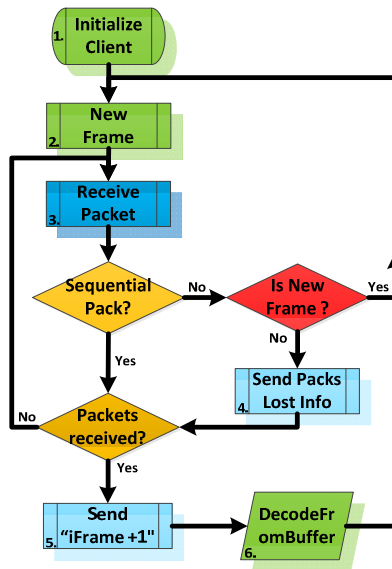 1. Initialize
Client
New
2. Frame
Receive
3. Packet
Sequential
Pack?
No
Is New
Frame ?
Yes
No
Yes
Send Packs
4. Lost Info
No
Packets
received?
Yes
Send
5. “iFrame +1"
DecodeFr
omBuffer
6.